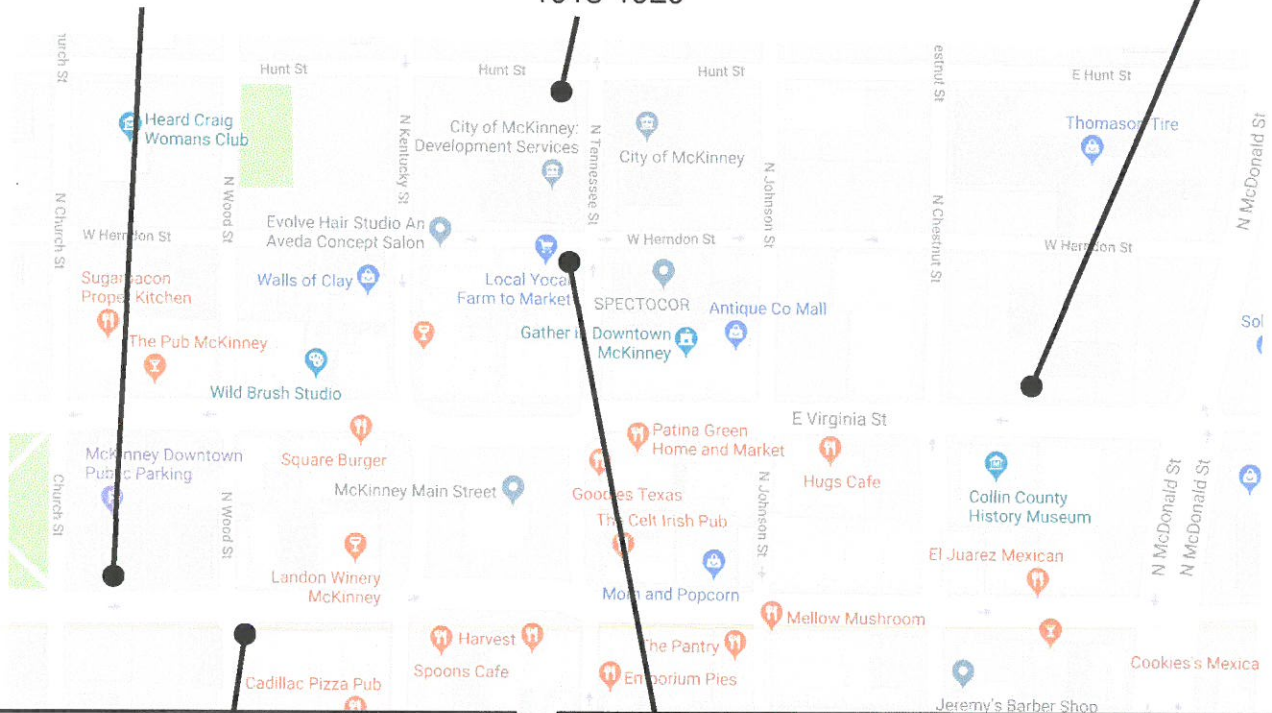 Hunt St
Hunt St
Hunt St
E Hunt St
Heard Craig
Womans Club
N Kentucky St
City of McKinney:
Development Services
N Tennessee St
City of McKinney
Thomason Tire
N McDonald St
N Church St
N Wood St
N Johnson St
N Chestnut St
W Herndon St
Evolve Hair Studio An
Aveda Concept Salon
W Herndon St
W Herndon St
Sugarbacon
Proper Kitchen
Walls of Clay
Local Yocal
Farm to Market
SPECTOCOR
Antique Co Mall
The Pub McKinney
Gather in Downtown
McKinney
Wild Brush Studio
E Virginia St
McKinney Downtown
Public Parking
Square Burger
Patina Green
Home and Market
Hugs Cafe
McKinney Main Street
Goodies Texas
Collin County
History Museum
Church St
N Wood St
The Celt Irish Pub
N Johnson St
N McDonald St
N McDonald St
Landon Winery
McKinney
Mom and Popcorn
El Juarez Mexican
Mellow Mushroom
Harvest
The Pantry
Spoons Cafe
Emporium Pies
Cookies's Mexica
Cadillac Pizza Pub
Jeremy's Barber Shop